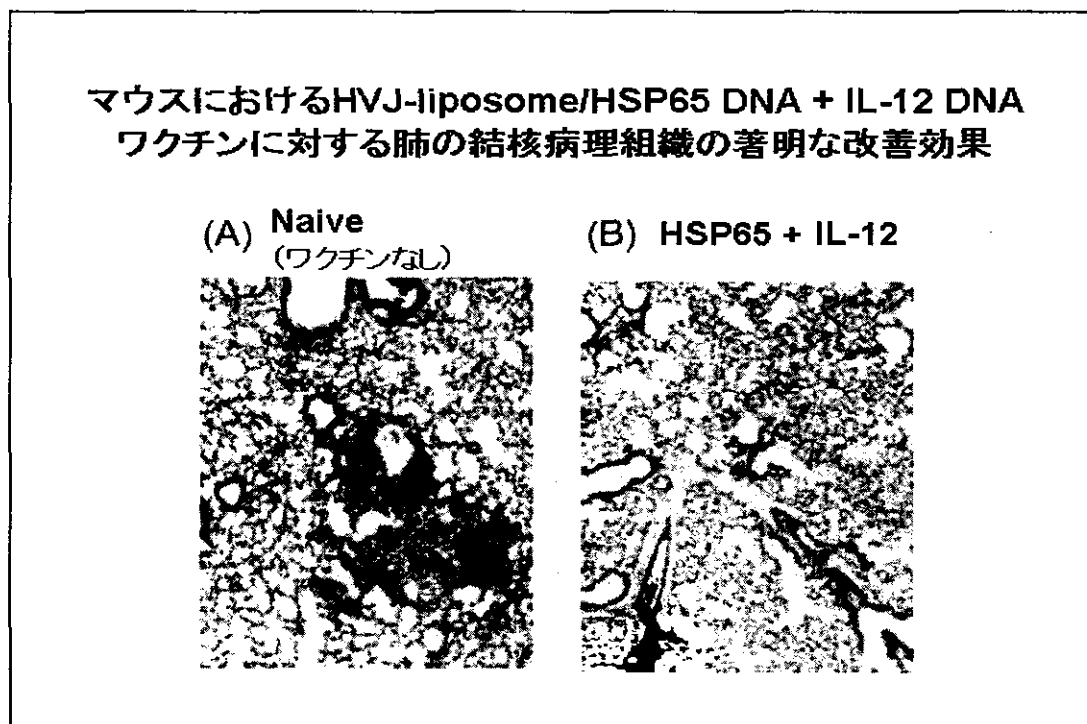 マウスにおけるHVJ-liposome/HSP65 DNA + IL-12 DNA
ワクチンに対する肺の結核病理組織の著明な改善効果
(A) Naive
（ワクチンなし）
(B) HSP65 + IL-12